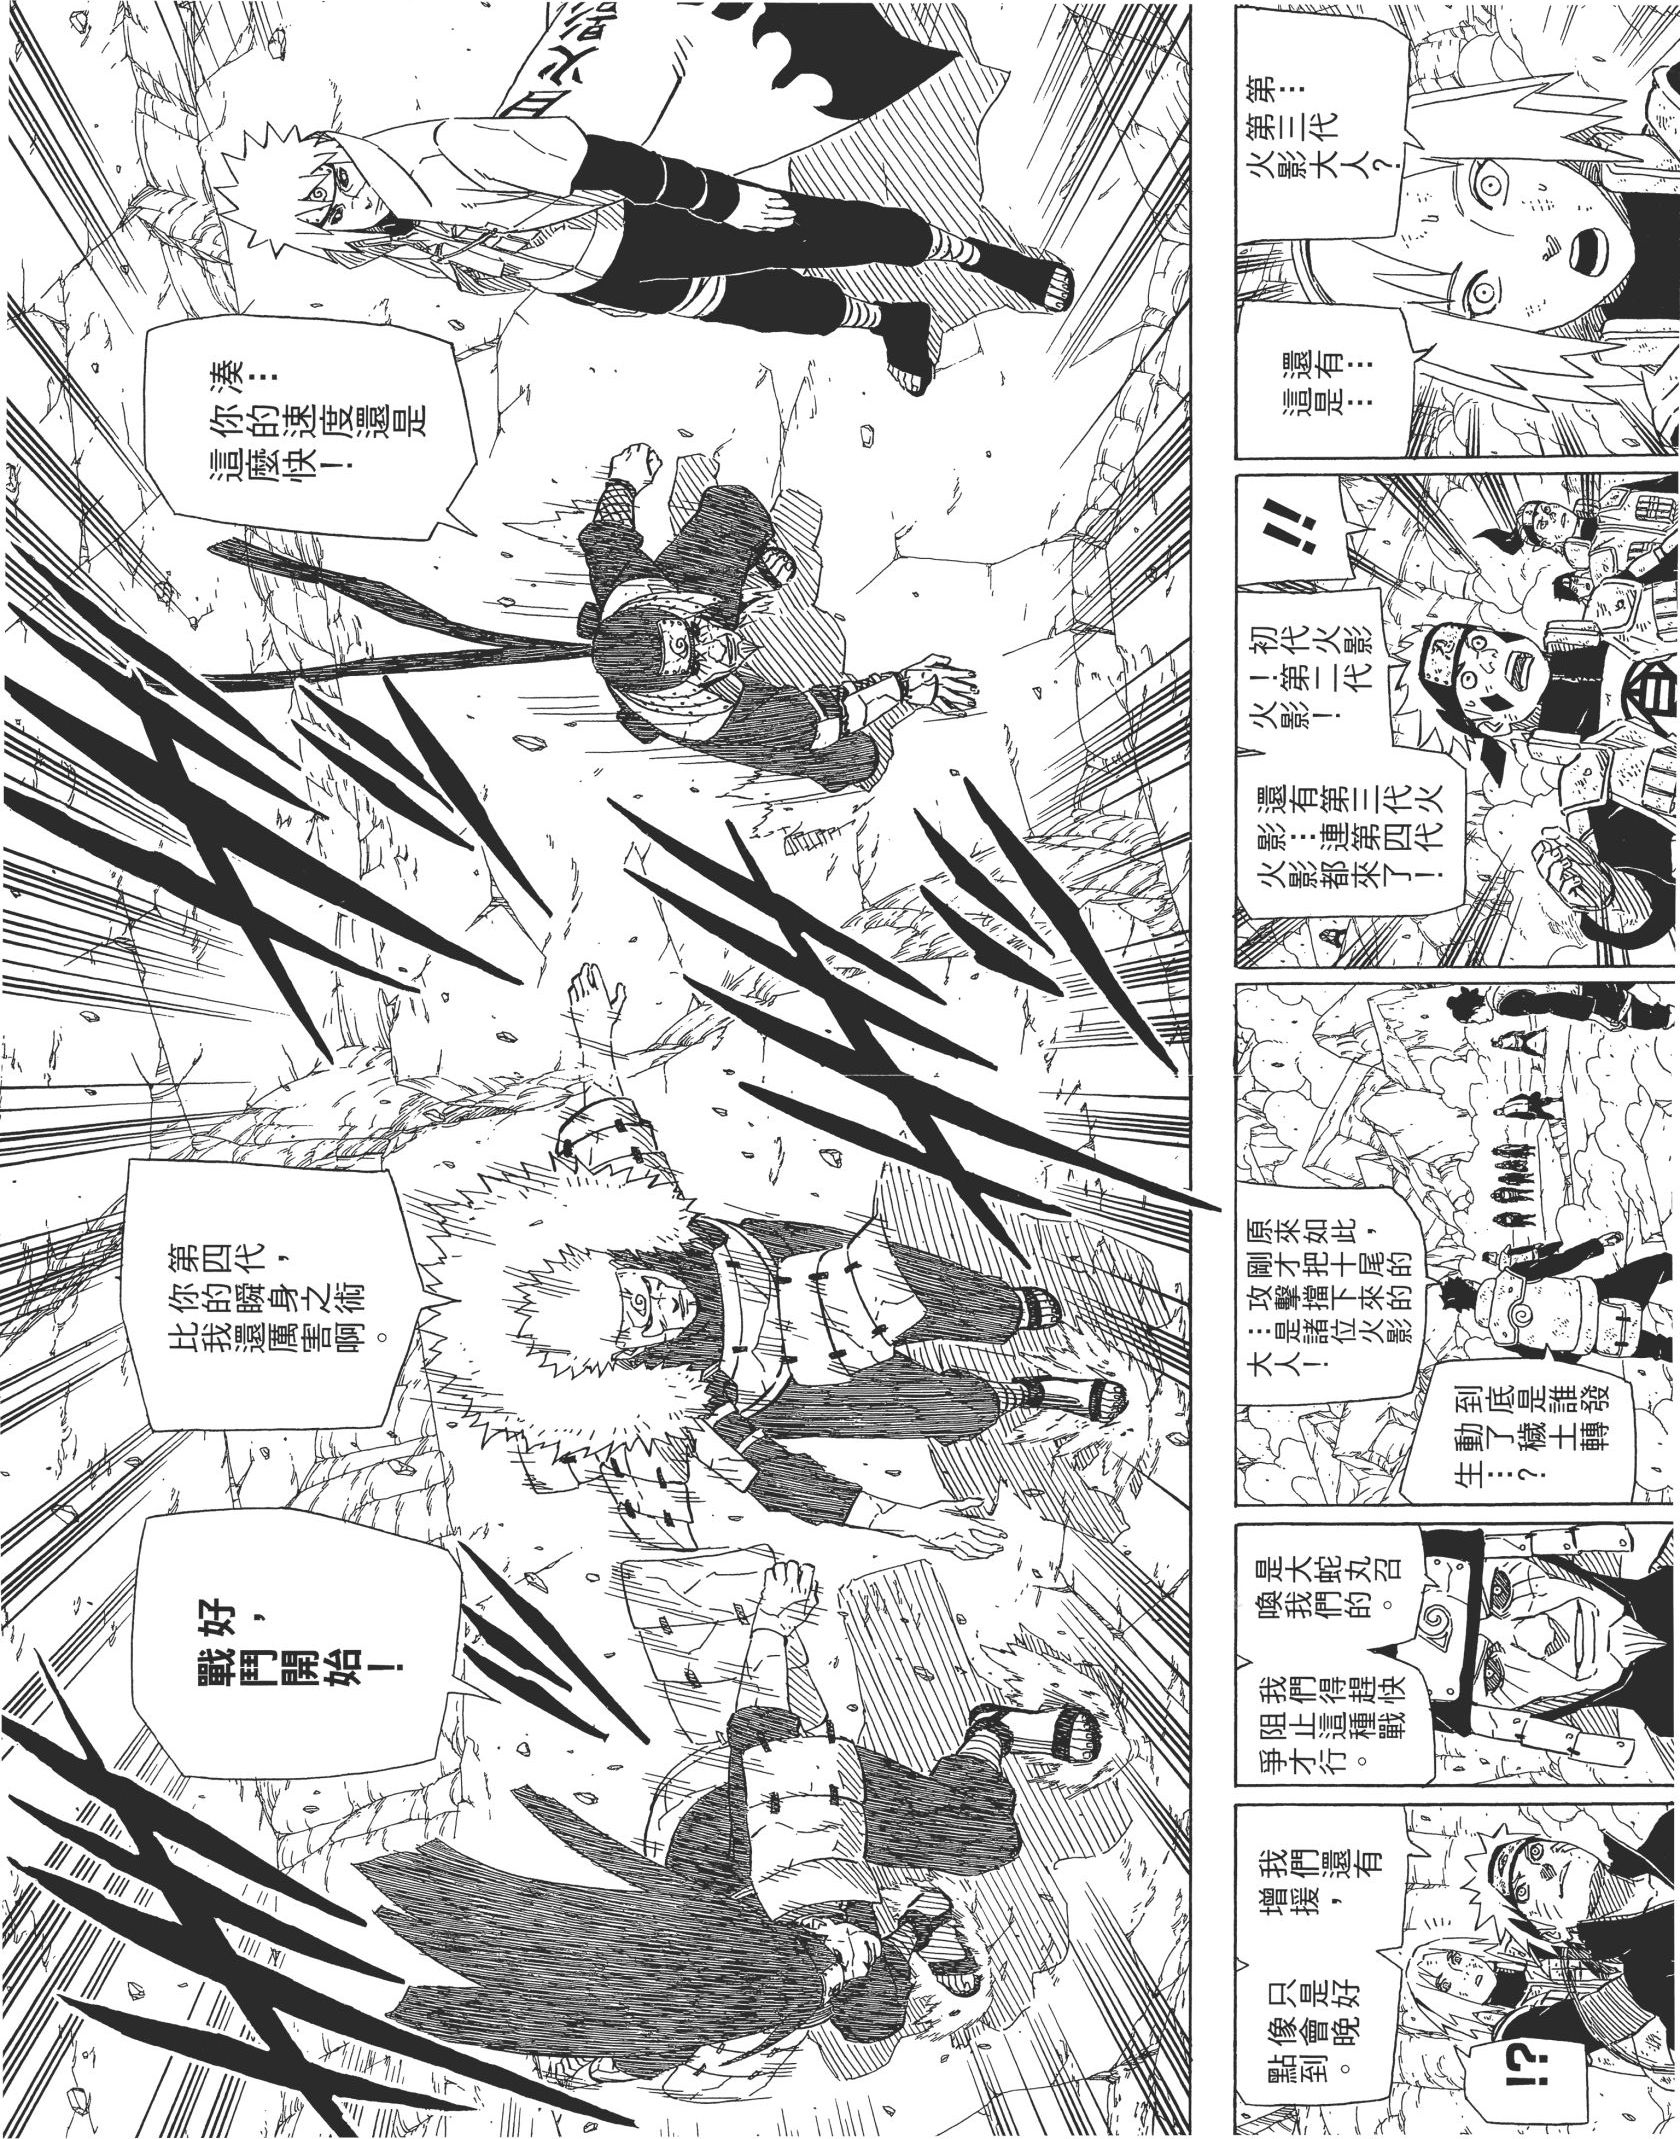 目火影
湊…
你的速度還是
這麼快!
第四代,
你的瞬身之術
比我還厲害啊。
好,
戰鬥開始!
第…
第三代
火影大人?
還有…
這是…
!!
初代火影
!第二代
火影!
還有第三代火
影…連第四代
火影都來了!
原來如此,
剛才把十尾的
攻擊擋下來的
…是諸位火影
大人!
到底是誰發
動了穢土轉
生…?
是大蛇丸召
喚我們的。
我們得趕快
阻止這種戰
爭才行。
我們還有
增援,
只是好
像會晚
點到。
!?